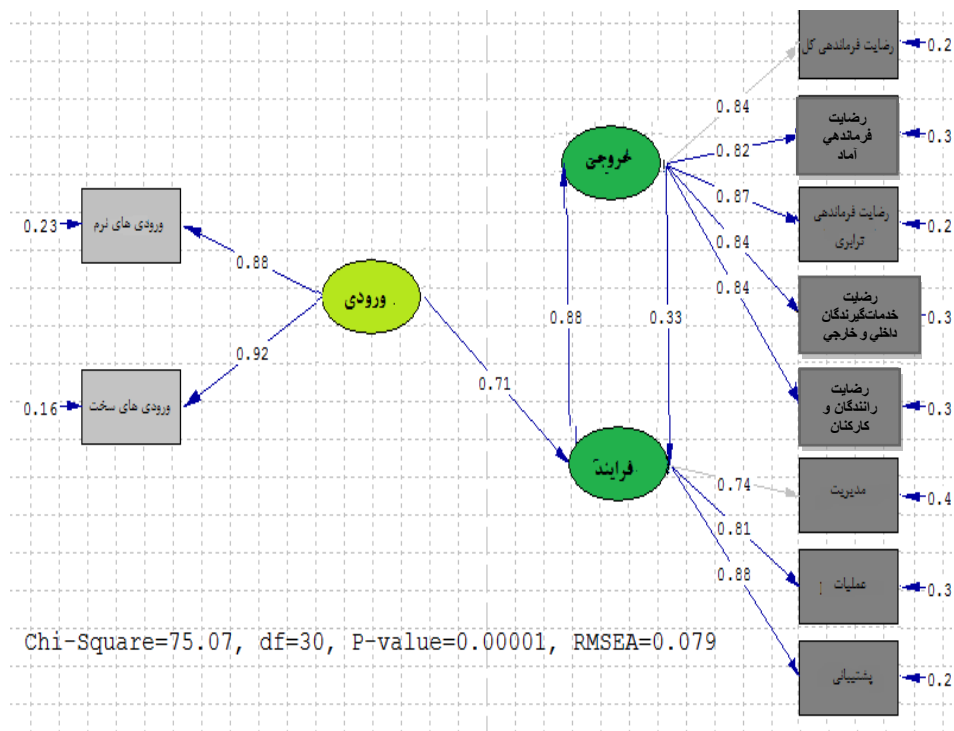 رضایت فرماندهی کل
0.2
0.84
رضایت
فرماندهي
آماد
0.3
0.82
خروجی
رضایت فرماندهی
ترابری
0.2
0.87
ورودی های نرم
0.23
0.88
0.84
رضایت
خدمات‌گیرندگان
داخلي و خارجي
0.3
0.84
ورودی
0.88
0.33
0.92
0.71
رضایت
رانندگان و
کارکنان
0.3
ورودی های سخت
0.16
فرایند
مدیریت
0.4
0.74
0.81
عملیات
0.3
0.88
پشتیبانی
0.2
Chi-Square=75.07, df=30, P-value=0.00001, RMSEA=0.079